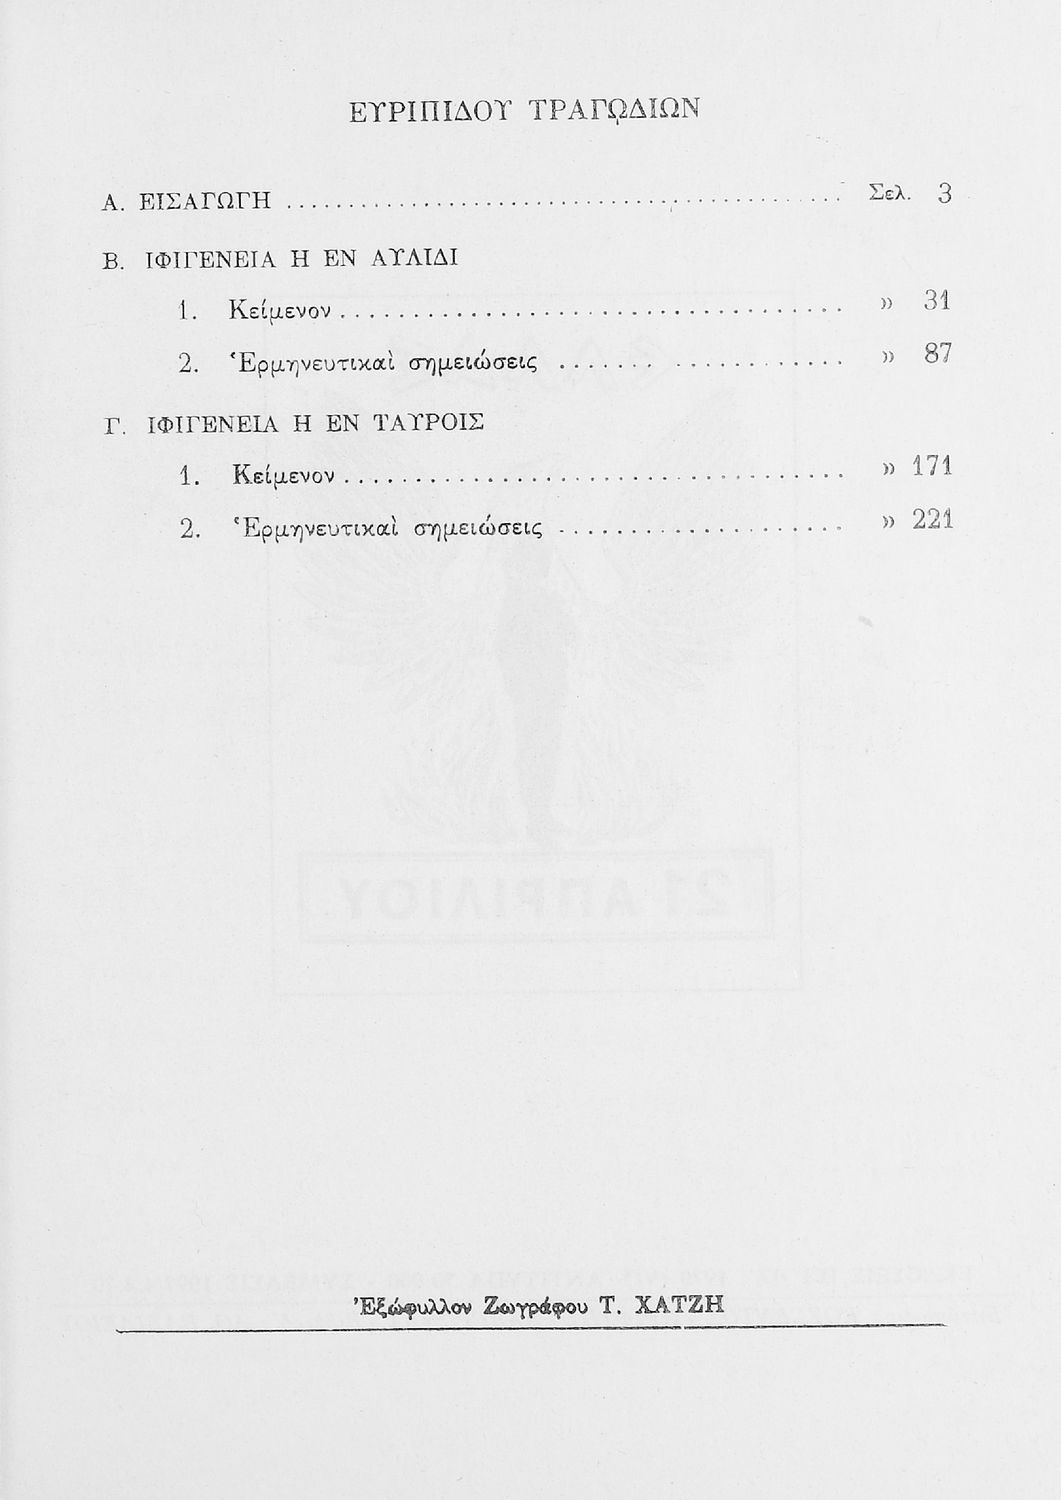 ΕΥΡΙΠΙΔΟΥ ΤΡΑΓῼΔΙΩΝ
Α. ΕΙΣΑΓΩΓΗ ........................................ Σελ. 3
Β. ΙΦΙΓΕΝΕΙΑ Η ΕΝ ΑΥΛΙΔΙ
1. Κείμενον .................................... » 31
2. Ἑρμηνευτικαὶ σημειώσεις .................... » 87
Γ. ΙΦΙΓΕΝΕΙΑ Η ΕΝ ΤΑΥΡΟΙΣ
1. Κείμενον .................................... » 171
2. Ἑρμηνευτικαὶ σημειώσεις .................... » 221
21 ΑΠΡΙΛΙΟΥ
Ἐξώφυλλον Ζωγράφου Τ. ΧΑΤΖΗ